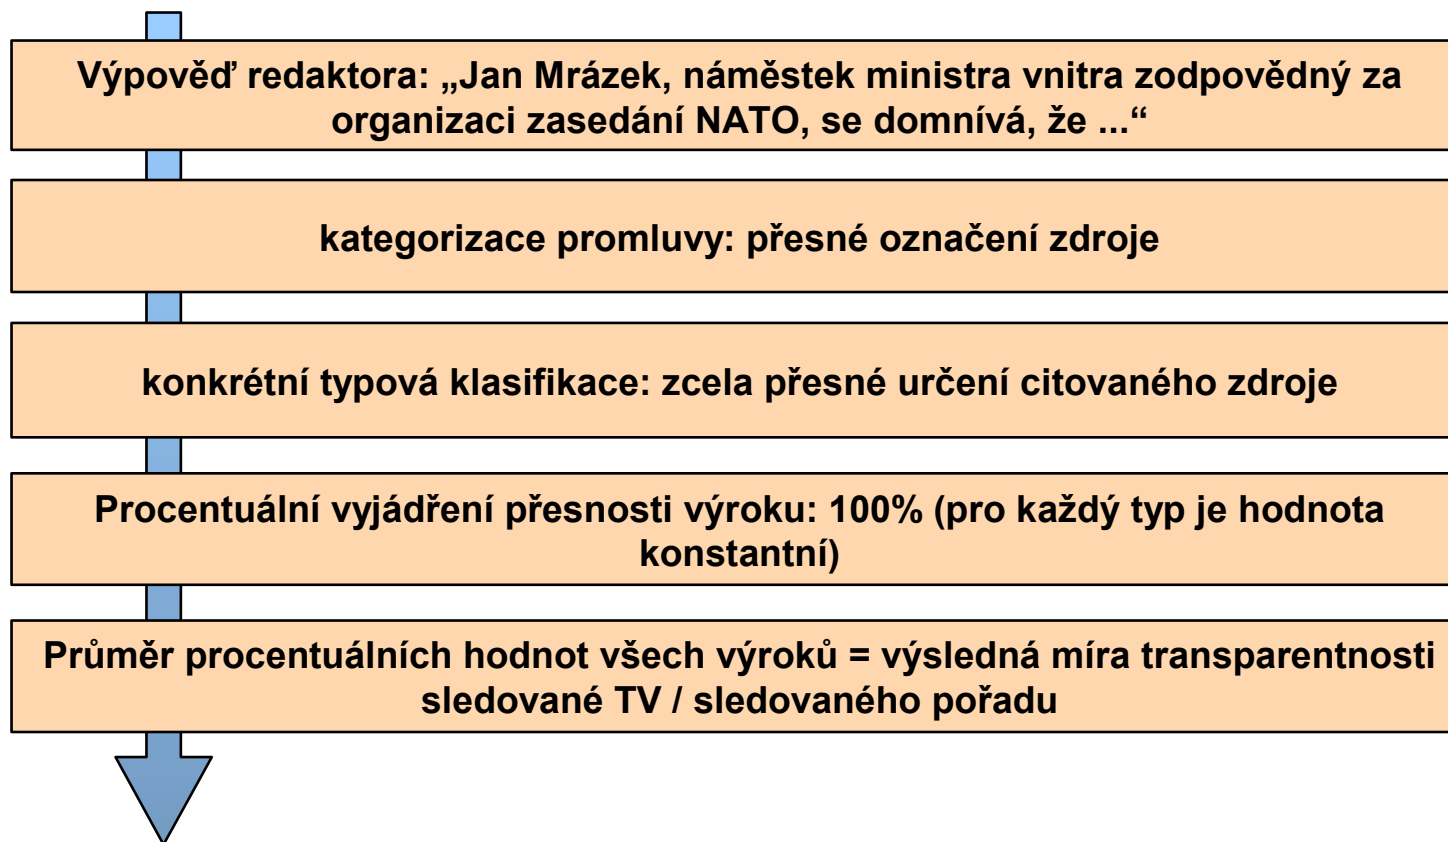 Výpověď redaktora: „Jan Mrázek, náměstek ministra vnitra zodpovědný za
organizaci zasedání NATO, se domnívá, že ...“
kategorizace promluvy: přesné označení zdroje
konkrétní typová klasifikace: zcela přesné určení citovaného zdroje
Procentuální vyjádření přesnosti výroku: 100% (pro každý typ je hodnota
konstantní)
Průměr procentuálních hodnot všech výroků = výsledná míra transparentnosti
sledované TV / sledovaného pořadu